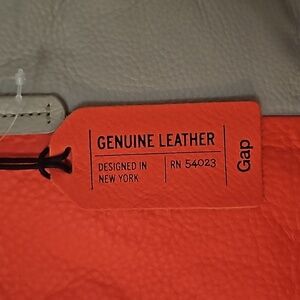 GENUINE LEATHER
DESIGNED IN
NEW YORK
RN 54023
Gap